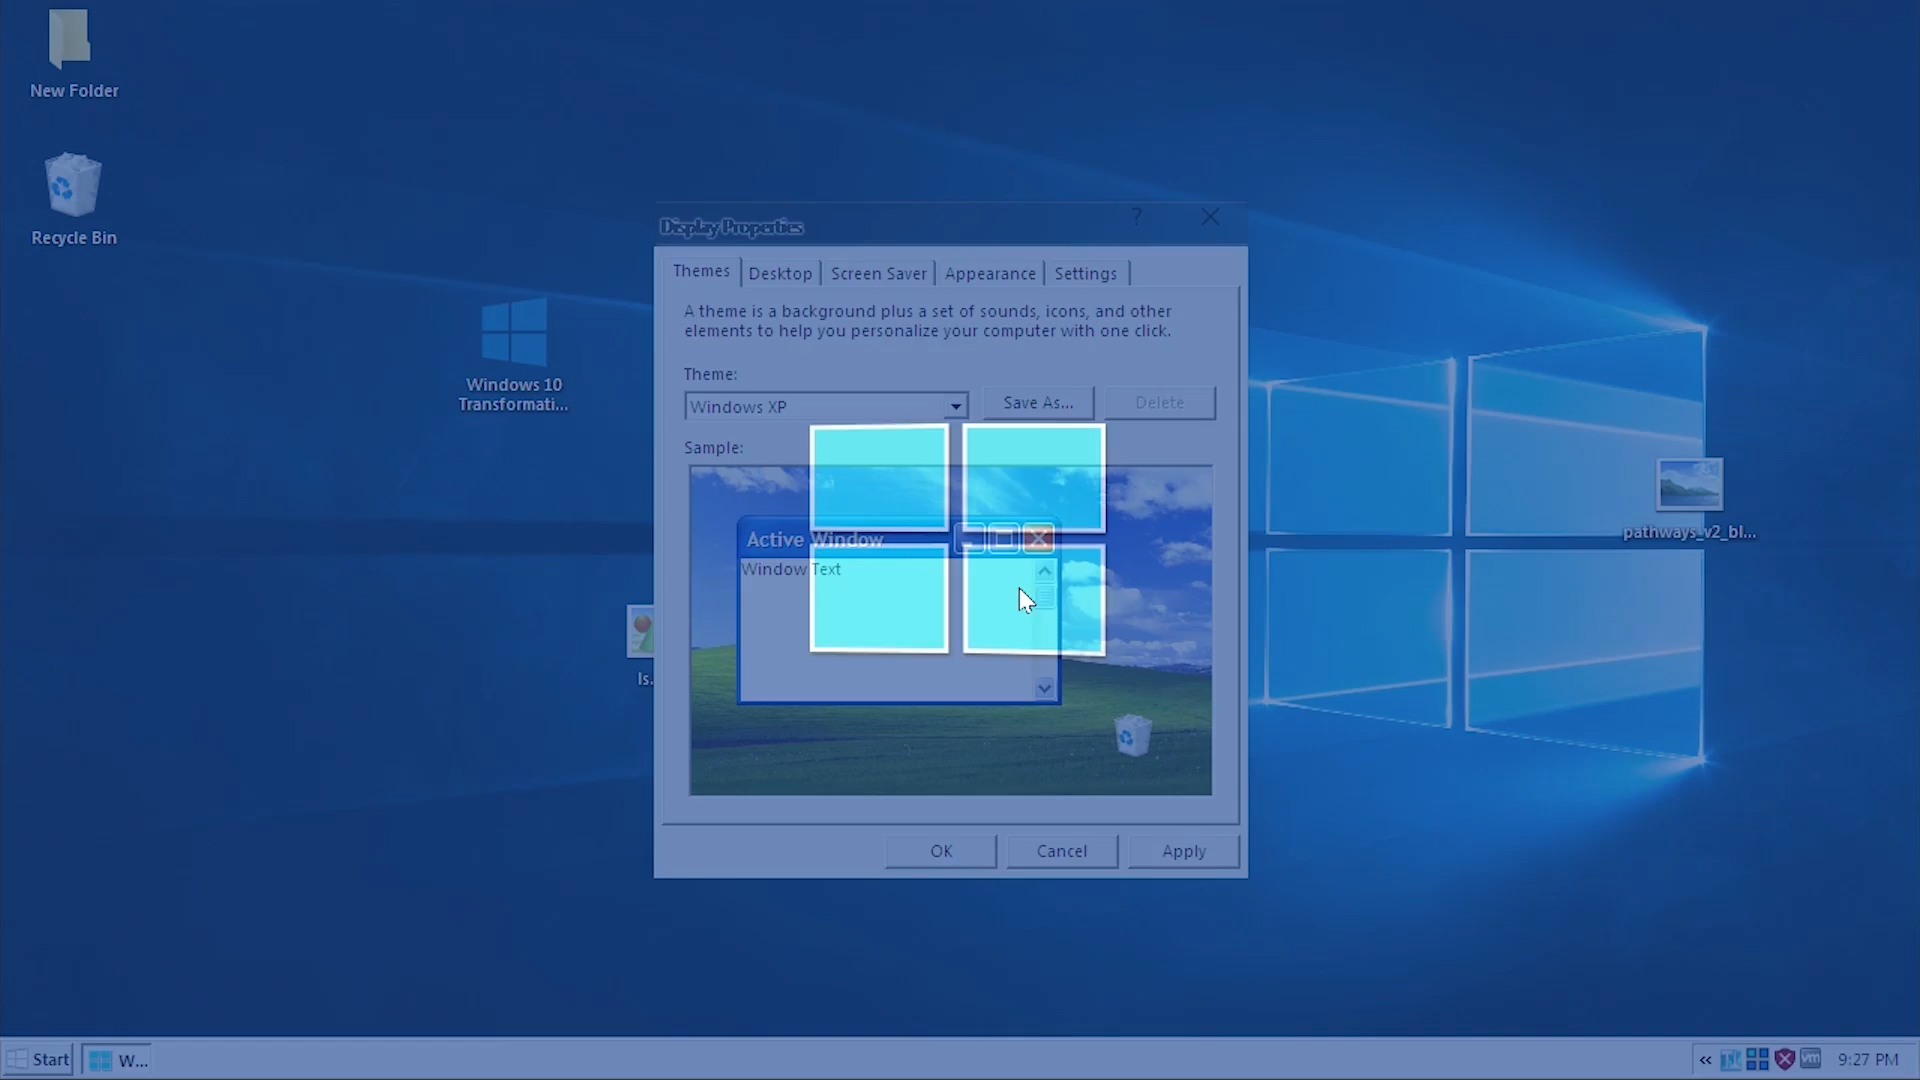 New Folder
Recycle Bin
Windows 10
Transformati...
pathways_v2_bl...
Is.
Display Properties
?
Themes
Desktop
Screen Saver
Appearance
Settings
A theme is a background plus a set of sounds, icons, and other
elements to help you personalize your computer with one click.
Theme:
Windows XP
Save As...
Delete
Sample:
Active Window
Window Text
OK
Cancel
Apply
Start
W...
«
vm
9:27 PM